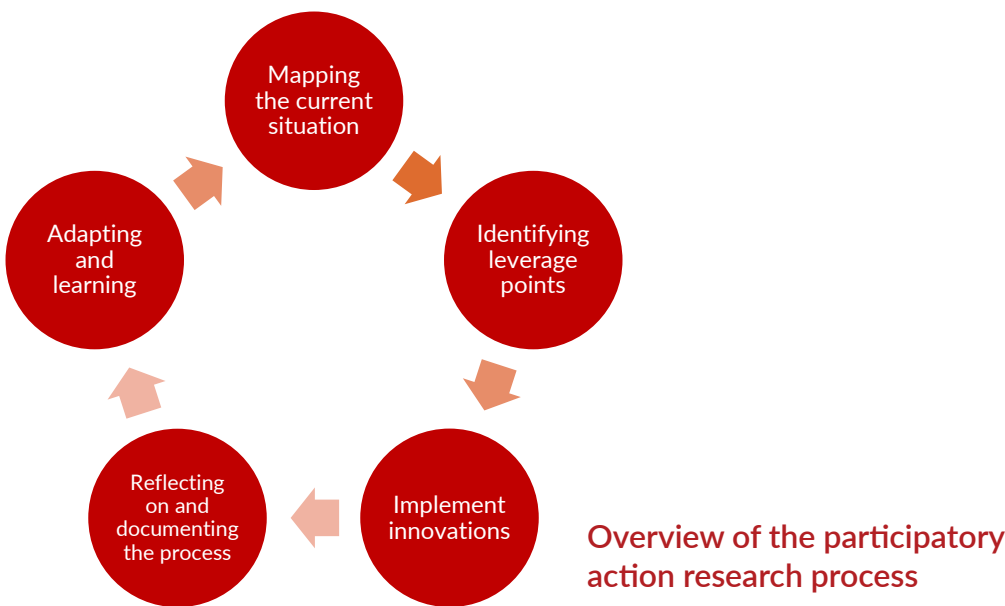 Mapping
the current
situation
Identifying
leverage
points
Implement
innovations
Reflecting
on and
documenting
the process
Adapting
and
learning
Overview of the participatory
action research process